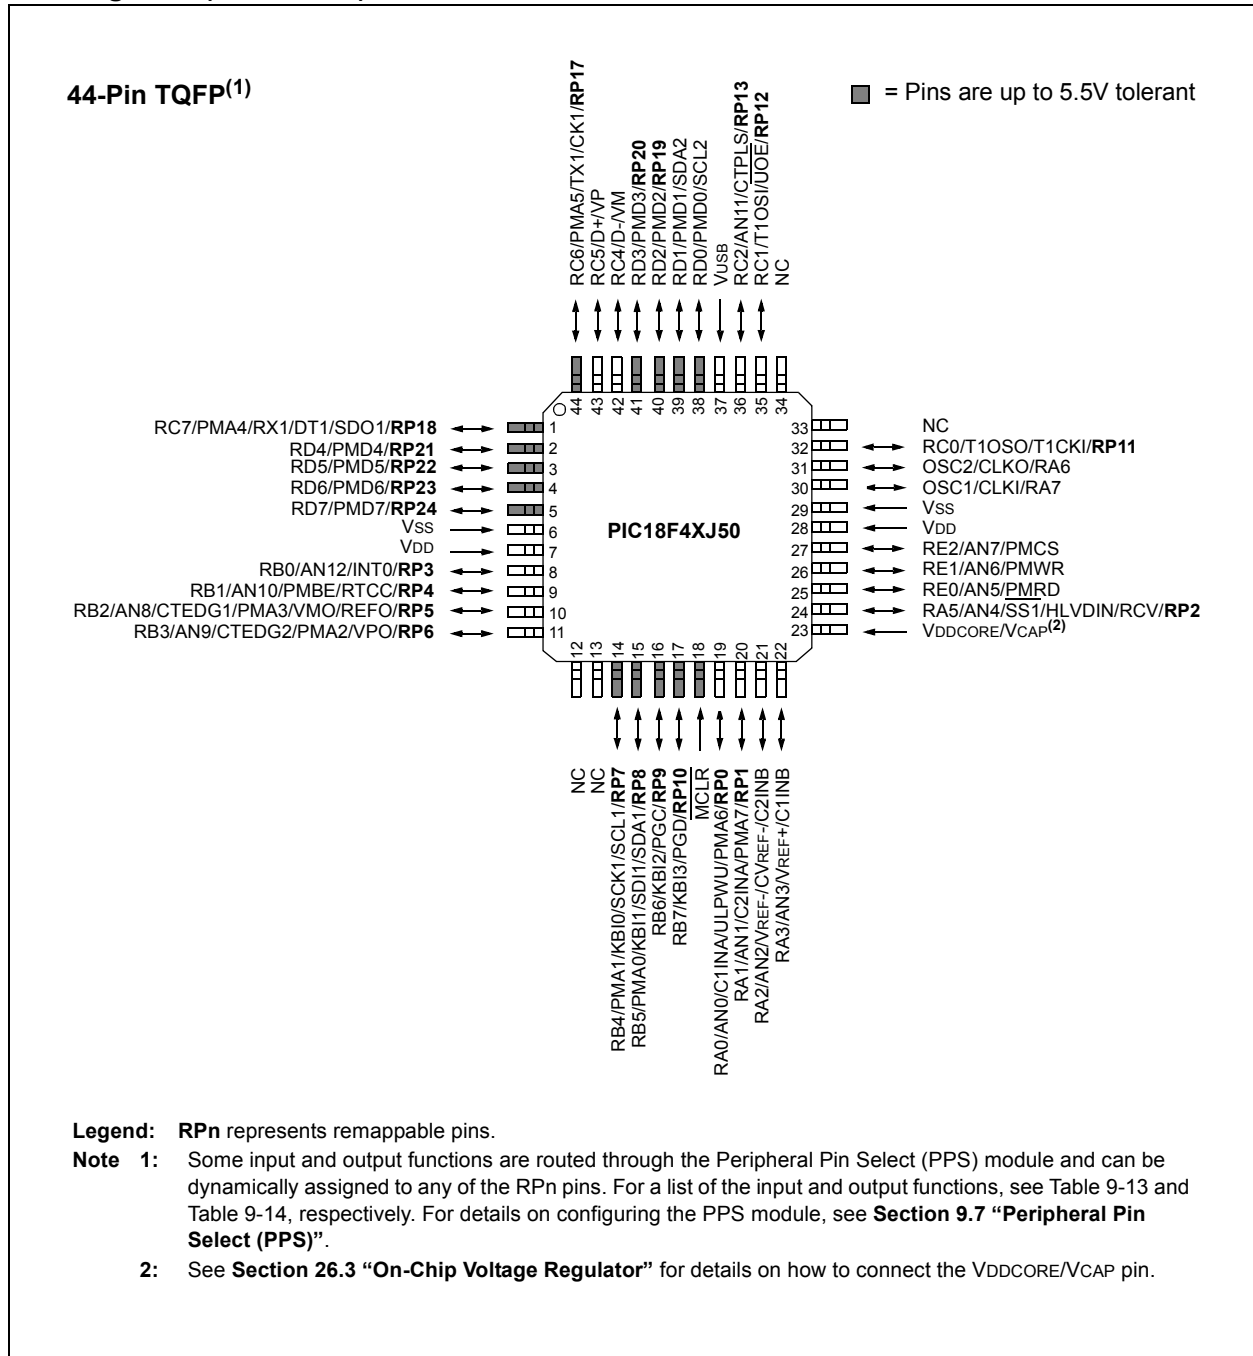 44-Pin TQFP(1)
= Pins are up to 5.5V tolerant
RC6/PMA5/TX1/CK1/RP17
RC5/D+/VP
RC4/D-/VM
RD3/PMD3/RP20
RD2/PMD2/RP19
RD1/PMD1/SDA2
RD0/PMD0/SCL2
VUSB
RC2/AN11/CTPLS/RP13
RC1/T1OSI/UOE/RP12
NC
44
43
42
41
40
39
38
37
36
35
34
RC7/PMA4/RX1/DT1/SDO1/RP18 1
RD4/PMD4/RP21 2
RD5/PMD5/RP22 3
RD6/PMD6/RP23 4
RD7/PMD7/RP24 5
VSS 6
VDD 7
RB0/AN12/INT0/RP3 8
RB1/AN10/PMBE/RTCC/RP4 9
RB2/AN8/CTEDG1/PMA3/VMO/REFO/RP5 10
RB3/AN9/CTEDG2/PMA2/VPO/RP6 11
PIC18F4XJ50
33 NC
32 RC0/T1OSO/T1CKI/RP11
31 OSC2/CLKO/RA6
30 OSC1/CLKI/RA7
29 VSS
28 VDD
27 RE2/AN7/PMCS
26 RE1/AN6/PMWR
25 RE0/AN5/PMRD
24 RA5/AN4/SS1/HLVDIN/RCV/RP2
23 VDDCORE/VCAP(2)
12
13
14
15
16
17
18
19
20
21
22
NC
NC
RB4/PMA1/KBI0/SCK1/SCL1/RP7
RB5/PMA0/KBI1/SDI1/SDA1/RP8
RB6/KBI2/PGC/RP9
RB7/KBI3/PGD/RP10
MCLR
RA0/AN0/C1INA/ULPWU/PMA6/RP0
RA1/AN1/C2INA/PMA7/RP1
RA2/AN2/VREF-/CVREF-/C2INB
RA3/AN3/VREF+/C1INB
Legend: RPn represents remappable pins.
Note 1: Some input and output functions are routed through the Peripheral Pin Select (PPS) module and can be
dynamically assigned to any of the RPn pins. For a list of the input and output functions, see Table 9-13 and
Table 9-14, respectively. For details on configuring the PPS module, see Section 9.7 “Peripheral Pin
Select (PPS)”.
2: See Section 26.3 “On-Chip Voltage Regulator” for details on how to connect the VDDCORE/VCAP pin.